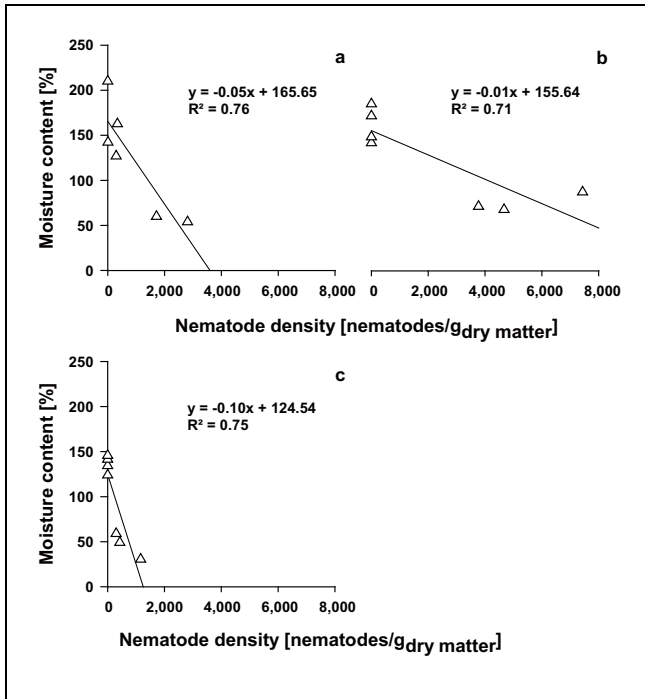 a
b
250
200
150
100
50
0
Moisture content [%]
y = -0.05x + 165.65
R² = 0.76
y = -0.01x + 155.64
R² = 0.71
0 2,000 4,000 6,000 8,000
0 2,000 4,000 6,000 8,000
Nematode density [nematodes/g dry matter]
c
250
200
150
100
50
0
Moisture content [%]
y = -0.10x + 124.54
R² = 0.75
0 2,000 4,000 6,000 8,000
Nematode density [nematodes/g dry matter]